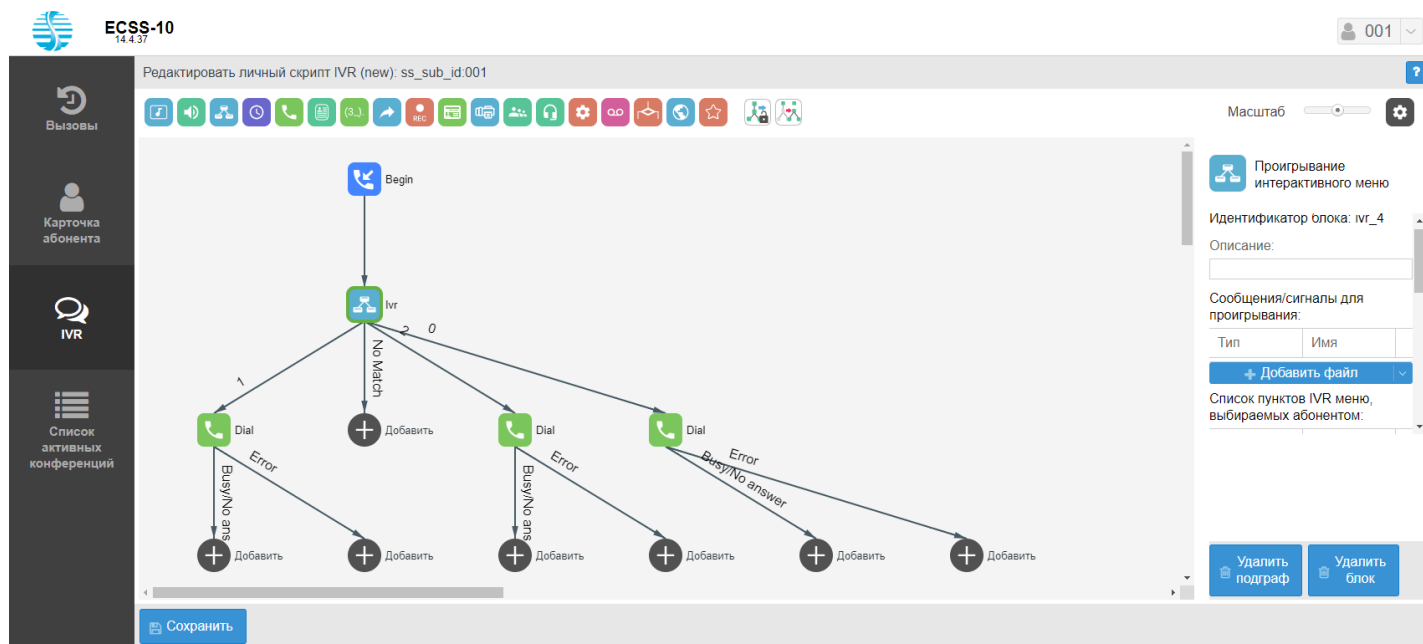 ECSS-10
14.4.37
001
Вызовы
Карточка
абонента
IVR
Список
активных
конференций
Редактировать личный скрипт IVR (new): ss_sub_id:001
?
(3..)
REC
Масштаб
Begin
Ivr
1
No Match
2
0
Dial
Добавить
Dial
Dial
Busy/No ans
Error
Busy/No ans
Error
Busy/No answer
Error
Добавить
Добавить
Добавить
Добавить
Добавить
Добавить
Проигрывание
интерактивного меню
Идентификатор блока: ivr_4
Описание:
Сообщения/сигналы для
проигрывания:
Тип
Имя
Добавить файл
Список пунктов IVR меню,
выбираемых абонентом:
Удалить
подграф
Удалить
блок
Сохранить